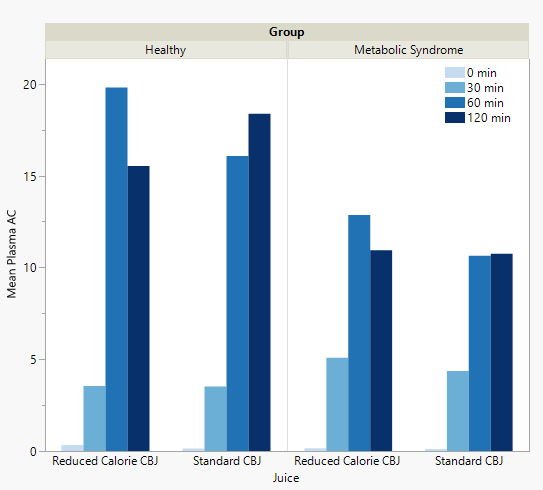 Group
Healthy Metabolic Syndrome
0 min
30 min
60 min
120 min
20
15
10
5
0
Mean Plasma AC
Reduced Calorie CBJ Standard CBJ Reduced Calorie CBJ Standard CBJ
Juice